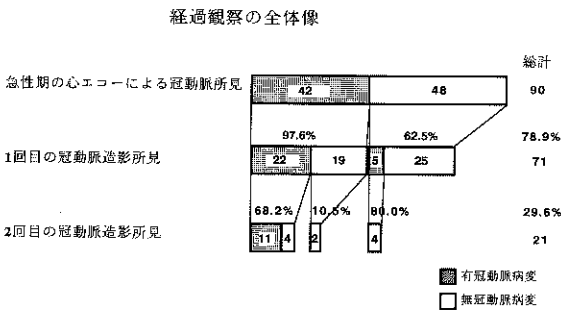 経過観察の全体像
総計
急性期の心エコーによる冠動脈所見 42 48 90
97.6% 62.5% 78.9%
1回目の冠動脈造影所見 22 19 5 25 71
68.2% 10.5% 80.0% 29.6%
2回目の冠動脈造影所見 11 4 2 4 21
有冠動脈病変
無冠動脈病変